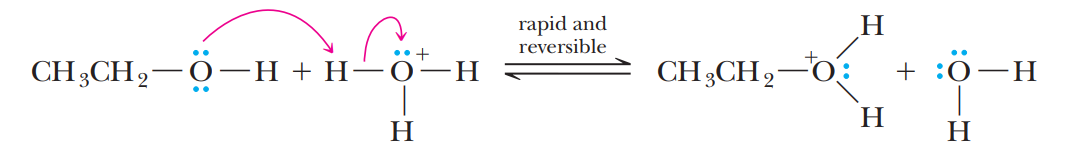 rapid and
reversible
CH₃CH₂—O—H + H—O⁺—H
H
CH₃CH₂—O⁺:
H
H
+ :O—H
H